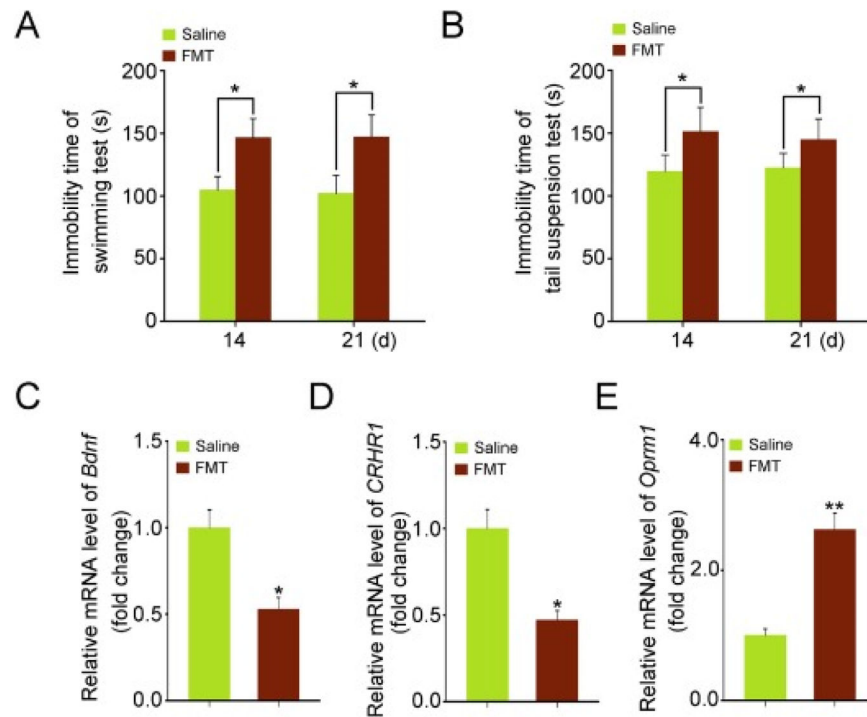 A
Saline
FMT
Immobility time of
swimming test (s)
200
150
100
50
0
*
*
14
21 (d)
B
Saline
FMT
Immobility time of
tail suspension test (s)
200
150
100
50
0
*
*
14
21 (d)
C
Relative mRNA level of Bdnf
(fold change)
Saline
FMT
1.5
1.0
0.5
0.0
*
D
Relative mRNA level of CRHR1
(fold change)
Saline
FMT
1.5
1.0
0.5
0.0
*
E
Relative mRNA level of Oprm1
(fold change)
Saline
FMT
4.0
2.0
0.0
**